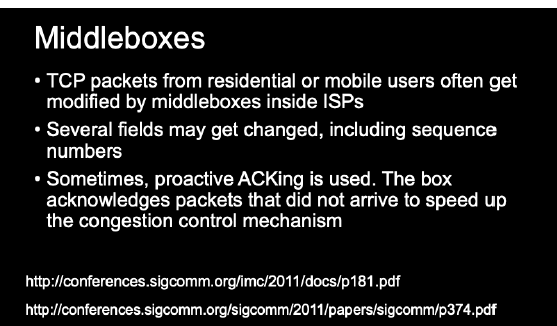 Middleboxes
• TCP packets from residential or mobile users often get
modified by middleboxes inside ISPs
• Several fields may get changed, including sequence
numbers
• Sometimes, proactive ACKing is used. The box
acknowledges packets that did not arrive to speed up
the congestion control mechanism
http://conferences.sigcomm.org/imc/2011/docs/p181.pdf
http://conferences.sigcomm.org/sigcomm/2011/papers/sigcomm/p374.pdf